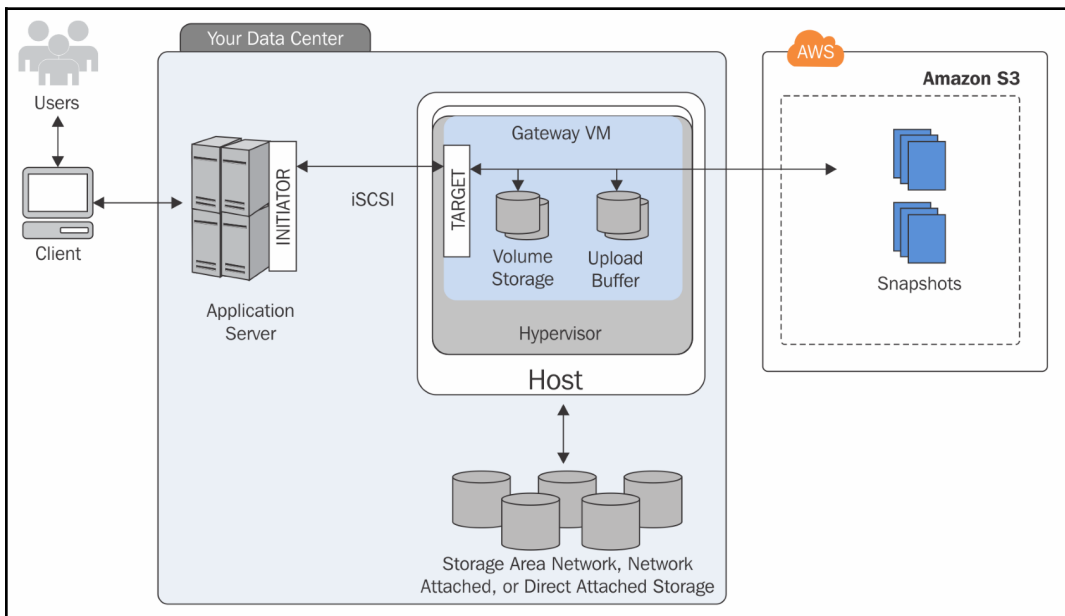 Your Data Center
AWS
Users
Amazon S3
Gateway VM
INITIATOR
TARGET
iSCSI
Client
Volume
Storage
Upload
Buffer
Snapshots
Application
Server
Hypervisor
Host
Storage Area Network, Network
Attached, or Direct Attached Storage